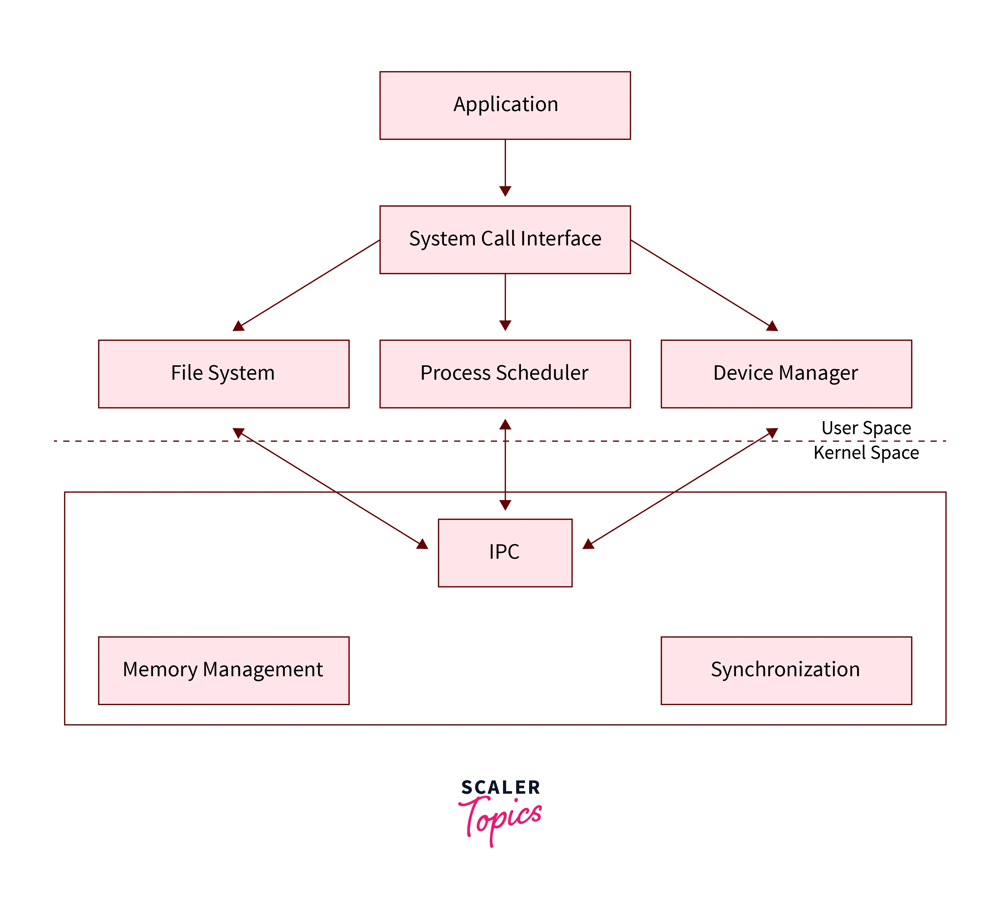 Application
System Call Interface
File System
Process Scheduler
Device Manager
User Space
Kernel Space
IPC
Memory Management
Synchronization
SCALER
Topics